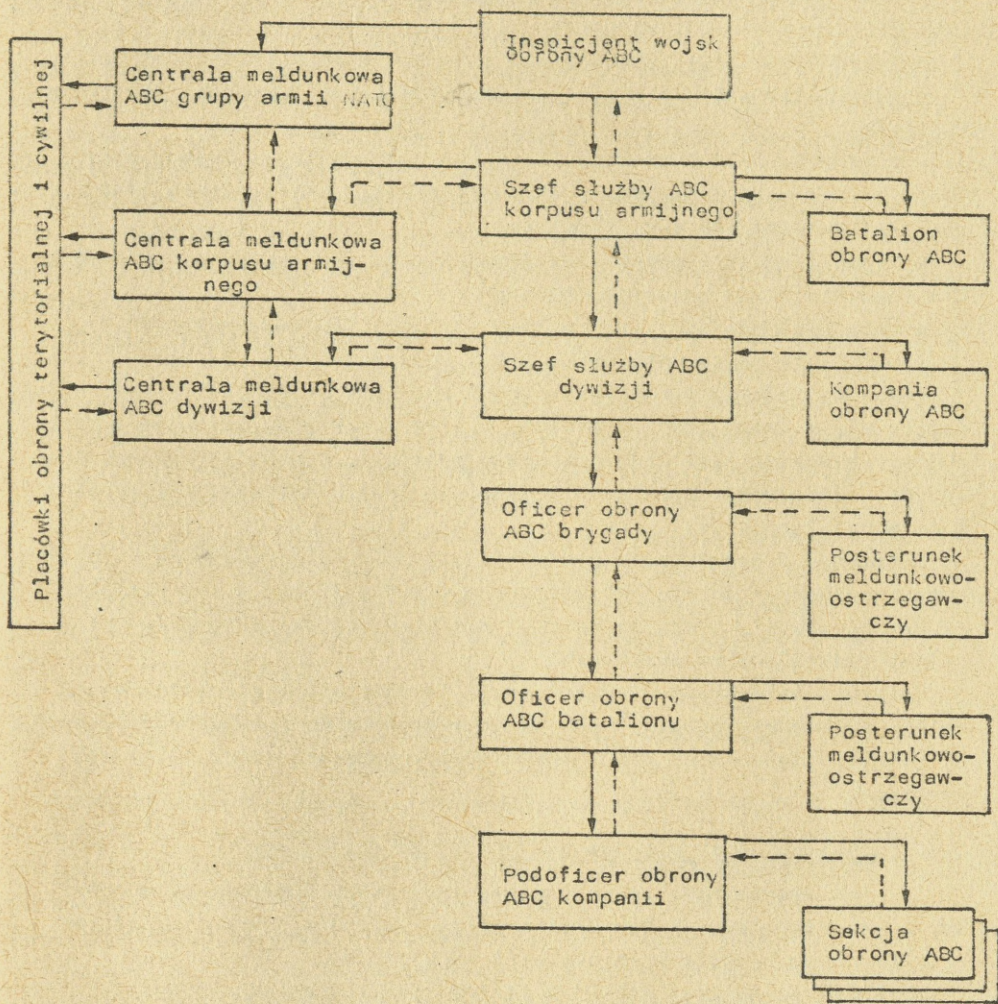 Placówki obrony terytorialnej i cywilnej
Centrala meldunkowa
ABC grupy armii NATO
Inspicjent wojsk
obrony ABC
Centrala meldunkowa
ABC korpusu armij-
nego
Szef służby ABC
korpusu armijnego
Batalion
obrony ABC
Centrala meldunkowa
ABC dywizji
Szef służby ABC
dywizji
Kompania
obrony ABC
Oficer obrony
ABC brygady
Posterunek
meldunkowo-
ostrzegaw-
czy
Oficer obrony
ABC batalionu
Posterunek
meldunkowo-
ostrzegaw-
czy
Podoficer obrony
ABC kompanii
Sekcja
obrony ABC